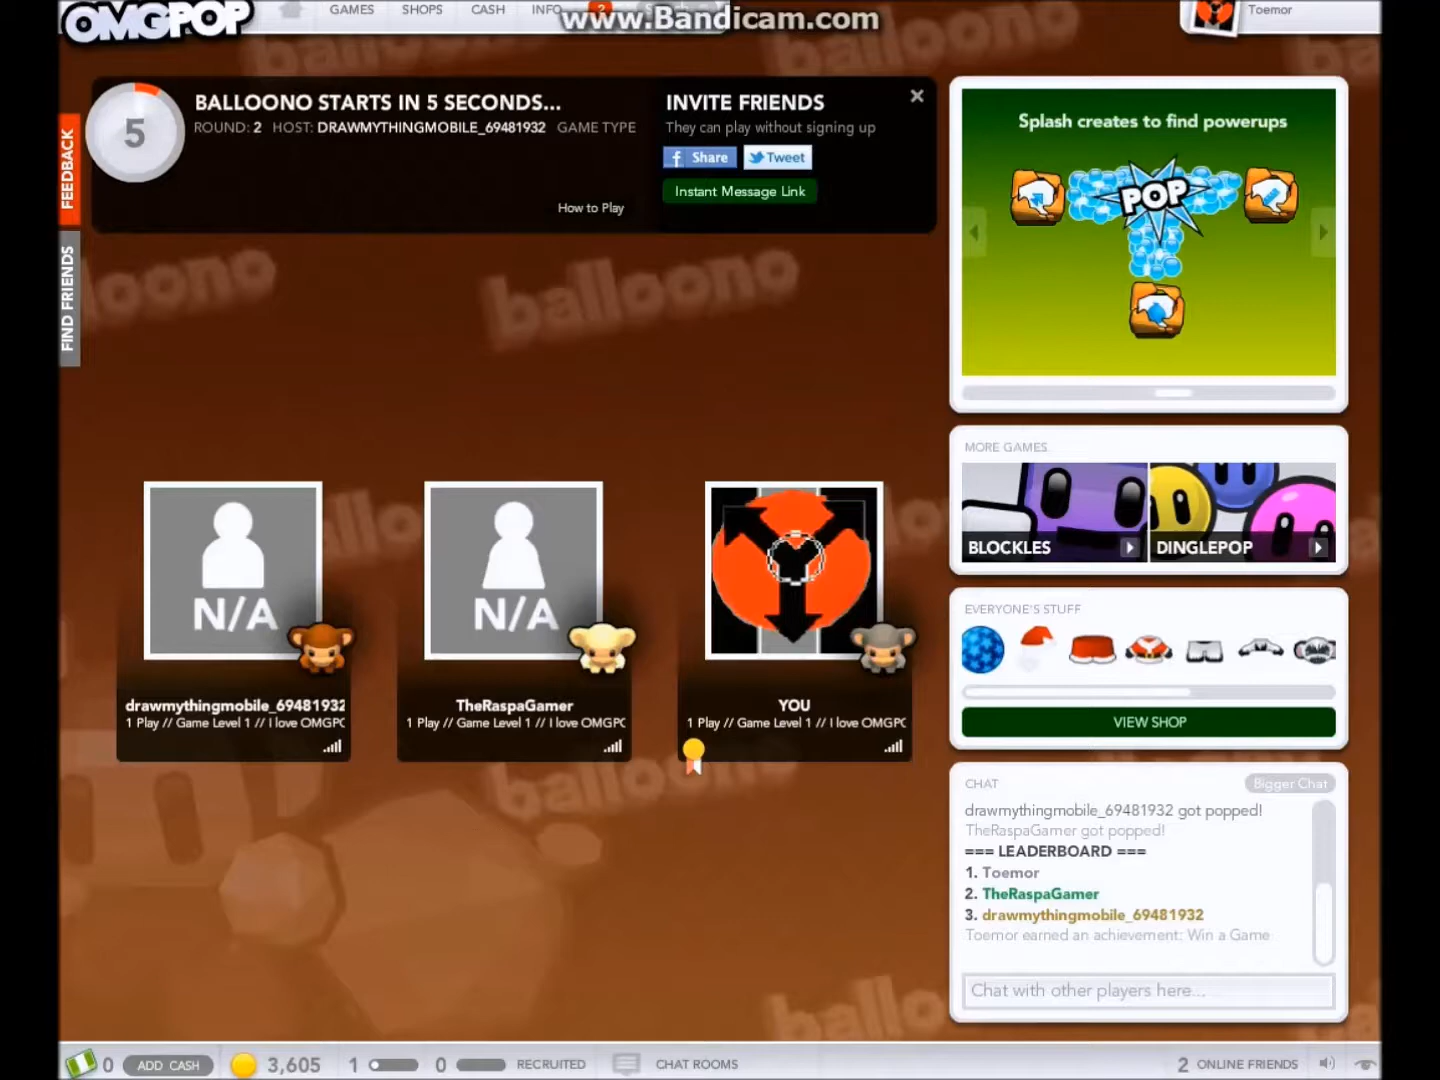 OMGPOP
GAMES SHOPS CASH INFO 2
www.Bandicam.com
Toemor
FEEDBACK
FIND FRIENDS
5
BALLOONO STARTS IN 5 SECONDS...
ROUND: 2 HOST: DRAWMYTHINGMOBILE_69481932 GAME TYPE
How to Play
INVITE FRIENDS
They can play without signing up
Share Tweet
Instant Message Link
Splash creates to find powerups
POP
MORE GAMES
BLOCKLES DINGLEPOP
EVERYONE'S STUFF
VIEW SHOP
balloono
N/A
drawmythingmobile_69481932
1 Play // Game Level 1 // I love OMGPO
N/A
TheRaspaGamer
1 Play // Game Level 1 // I love OMGPO
YOU
1 Play // Game Level 1 // I love OMGPO
CHAT Bigger Chat
drawmythingmobile_69481932 got popped!
TheRaspaGamer got popped!
=== LEADERBOARD ===
1. Toemor
2. TheRaspaGamer
3. drawmythingmobile_69481932
Toemor earned an achievement: Win a Game
Chat with other players here...
0 ADD CASH 3,605 1 0 RECRUITED CHAT ROOMS 2 ONLINE FRIENDS